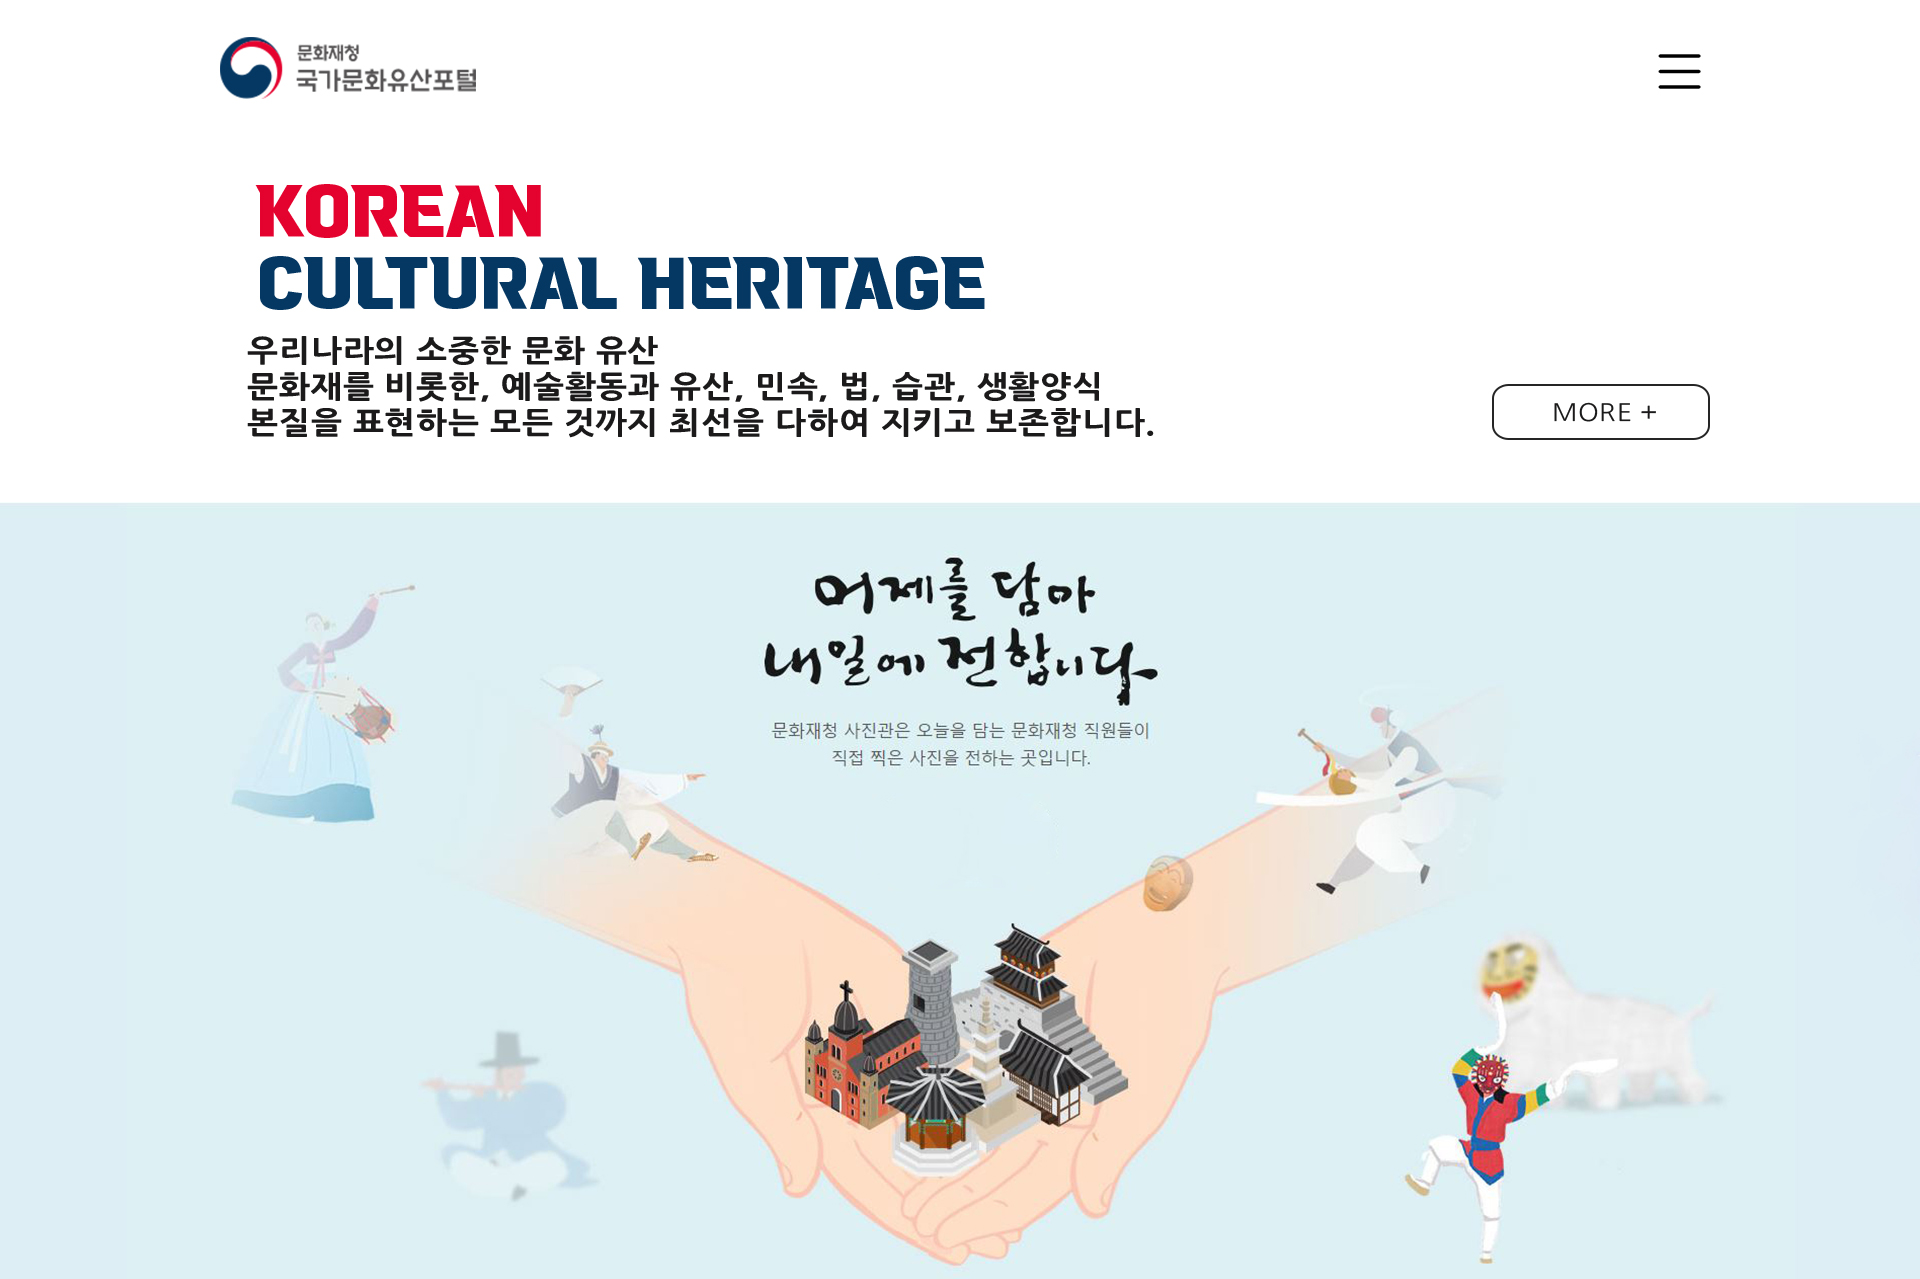 문화재청
국가문화유산포털
KOREAN
CULTURAL HERITAGE
우리나라의 소중한 문화 유산
문화재를 비롯한, 예술활동과 유산, 민속, 법, 습관, 생활양식
본질을 표현하는 모든 것까지 최선을 다하여 지키고 보존합니다.
MORE +
어제를 담아
내일에 전합니다
문화재청 사진관은 오늘을 담는 문화재청 직원들이
직접 찍은 사진을 전하는 곳입니다.